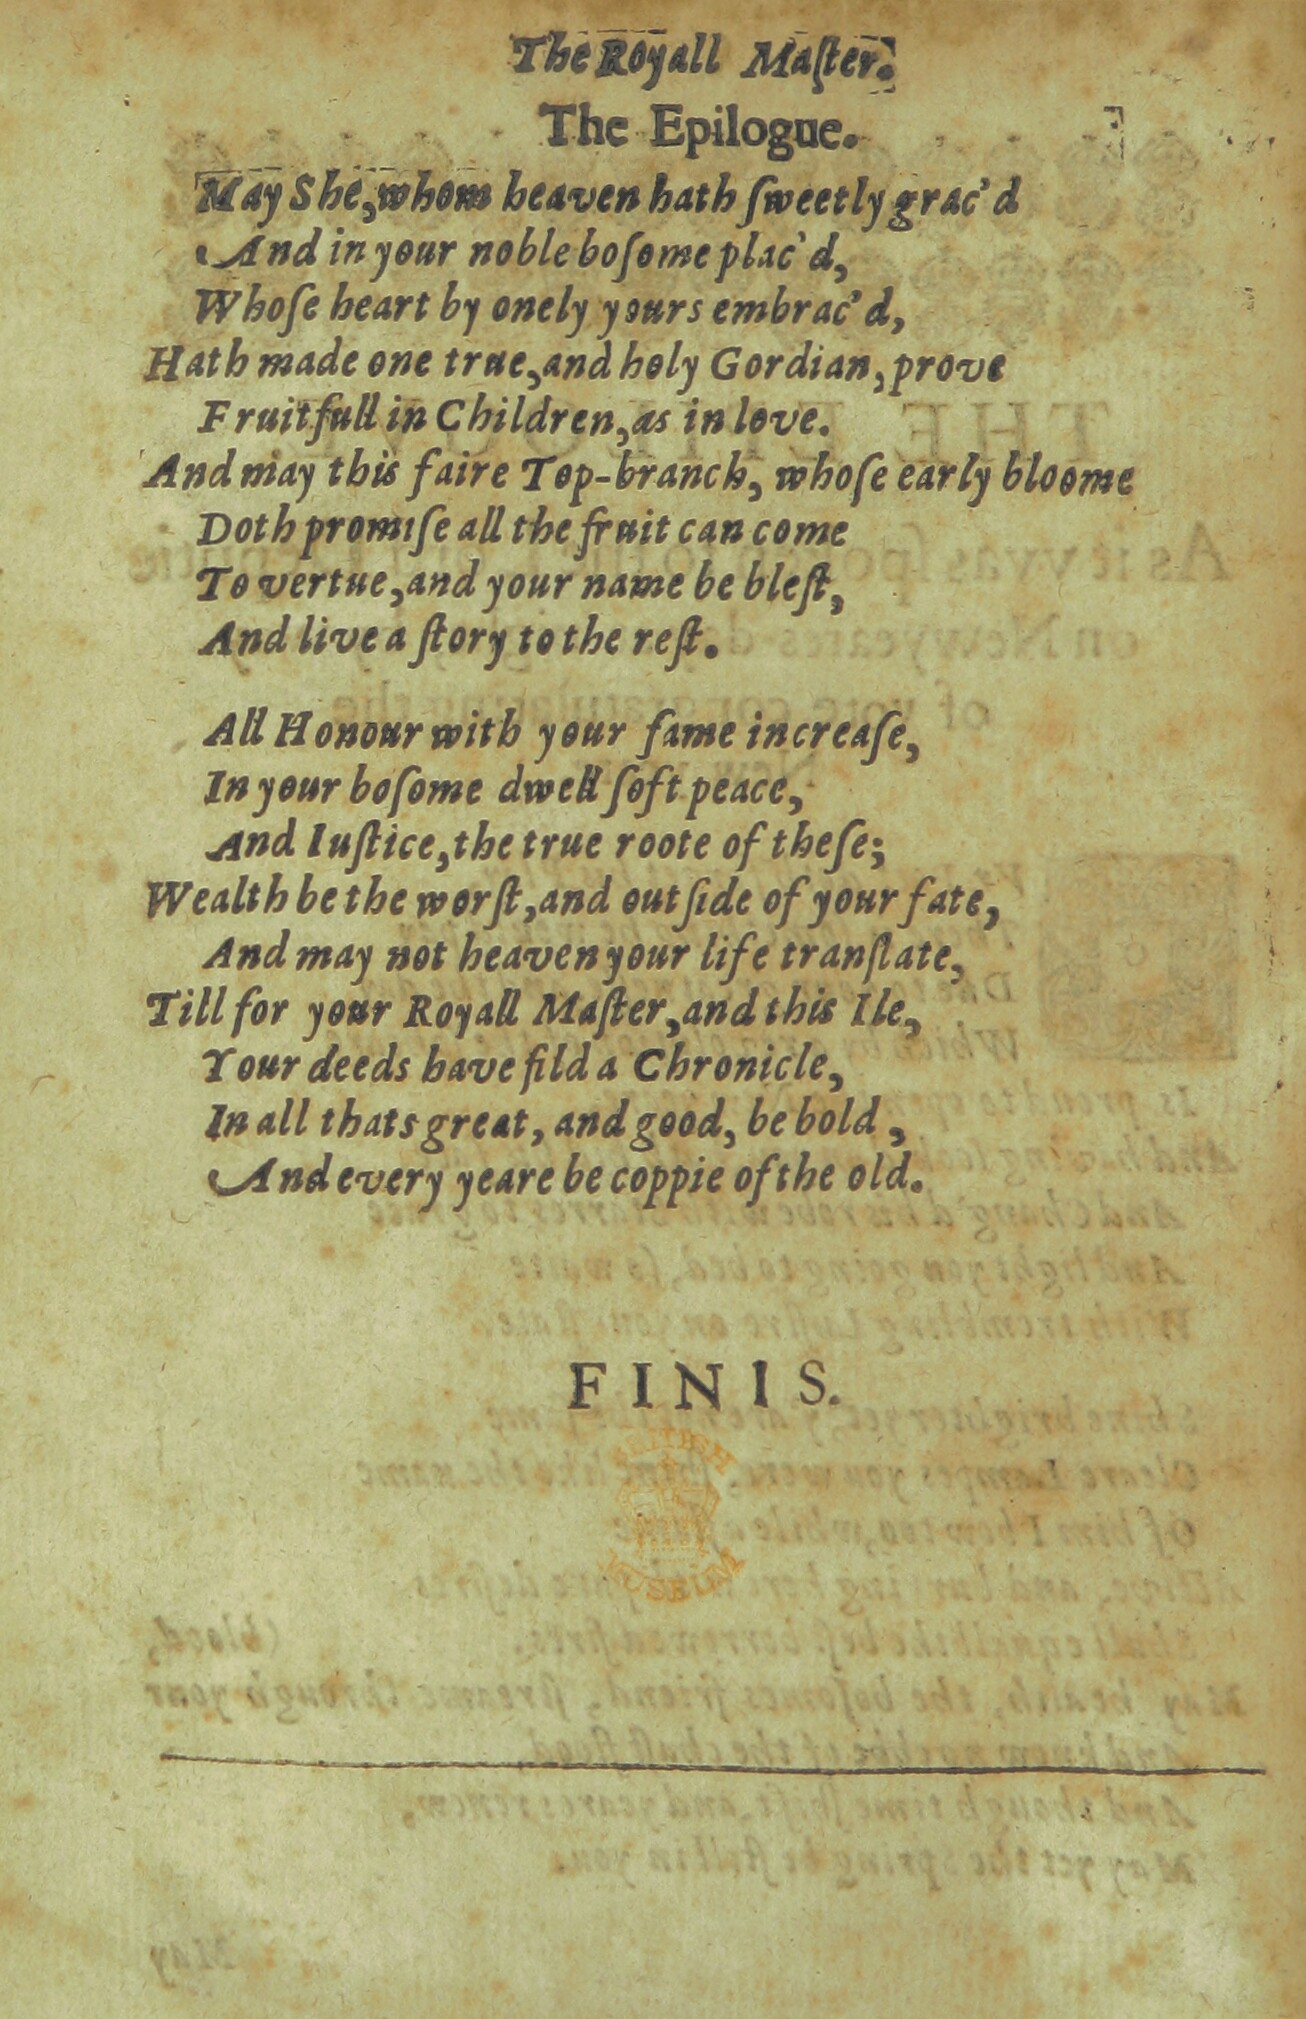 The Royall Maſter.
The Epilogue.
May She, whom heaven hath ſweetly grac'd
And in your noble boſome plac'd,
Whoſe heart by onely yours embrac'd,
Hath made one true, and holy Gordian, prove
Fruitfull in Children, as in love.
And may this faire Top-branch, whoſe early bloome
Doth promiſe all the fruit can come
To vertue, and your name be bleſt,
And live a ſtory to the reſt.
All Honour with your fame increaſe,
In your boſome dwell ſoft peace,
And Iuſtice, the true roote of theſe;
Wealth be the worſt, and outſide of your fate,
And may not heaven your life tranſlate,
Till for your Royall Maſter, and this Ile,
Your deeds have fild a Chronicle,
In all thats great, and good, be bold,
And every yeare be coppie of the old.
FINIS.
BRITISH
MUSEUM